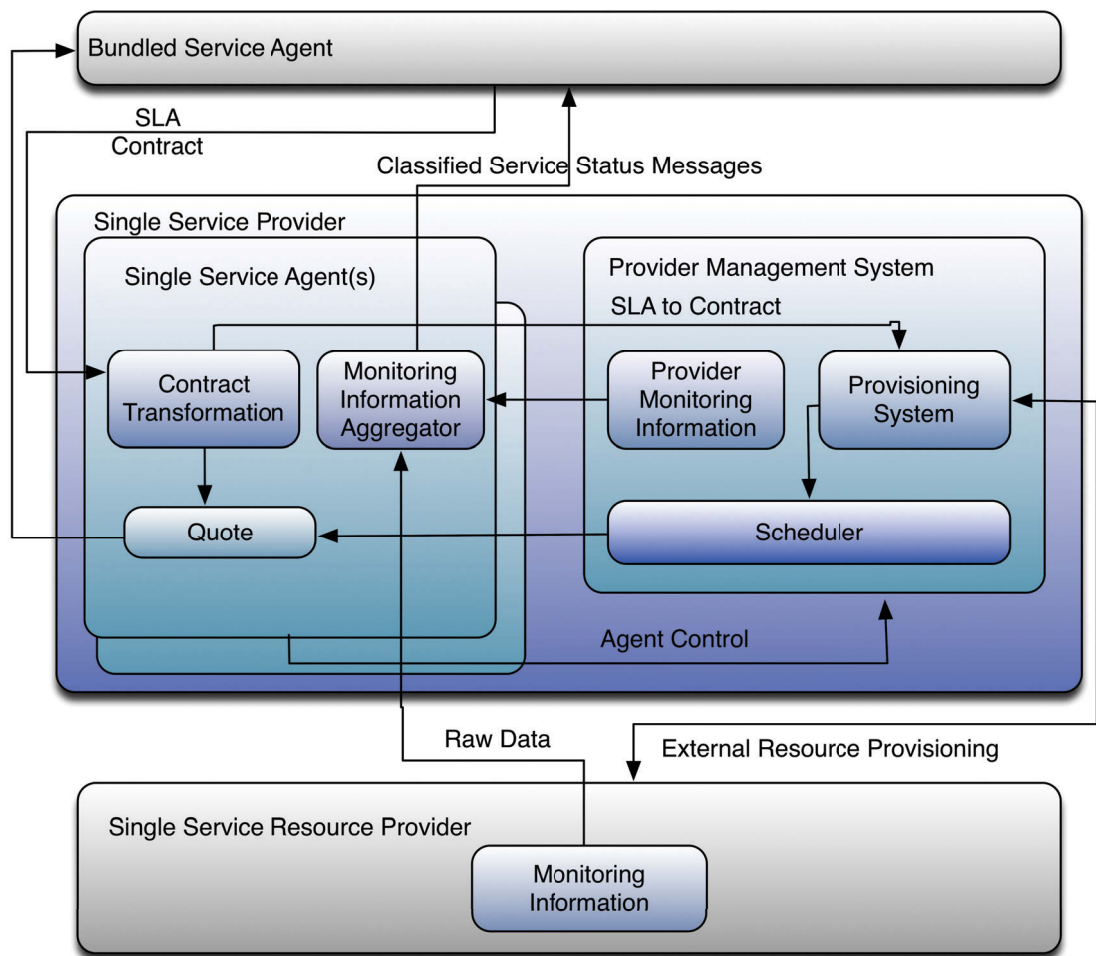 Bundled Service Agent
SLA
Contract
Classified Service Status Messages
Single Service Provider
Single Service Agent(s)
Provider Management System
SLA to Contract
Contract
Transformation
Monitoring
Information
Aggregator
Provider
Monitoring
Information
Provisioning
System
Quote
Scheduler
Agent Control
Raw Data
External Resource Provisioning
Single Service Resource Provider
Monitoring
Information